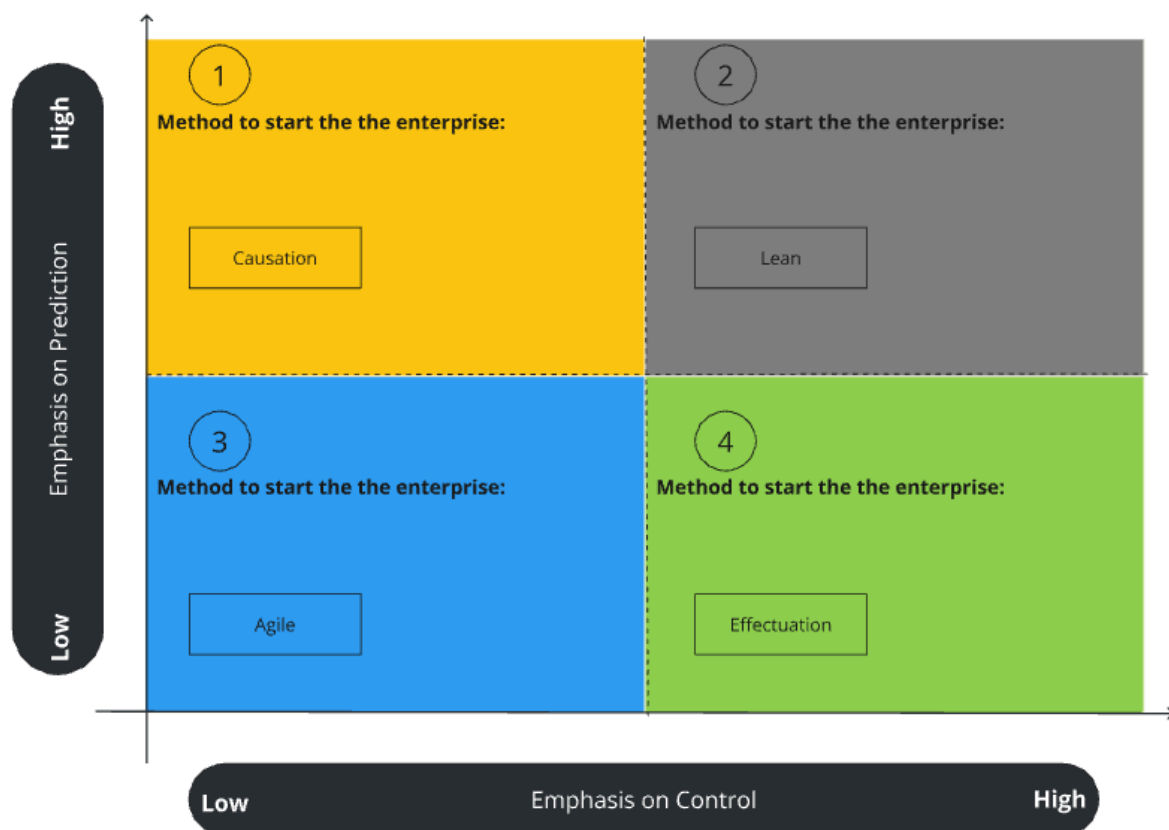 1
Method to start the the enterprise:
Causation
2
Method to start the the enterprise:
Lean
3
Method to start the the enterprise:
Agile
4
Method to start the the enterprise:
Effectuation
High
Emphasis on Prediction
Low
Low
Emphasis on Control
High